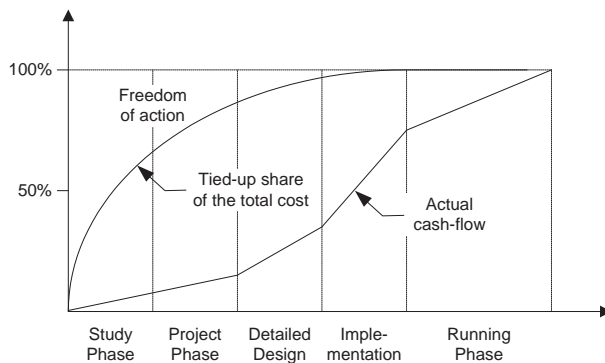 100%
Freedom
of action
50%
Tied-up share
of the total cost
Actual
cash-flow
Study
Phase
Project
Phase
Detailed
Design
Imple-
mentation
Running
Phase